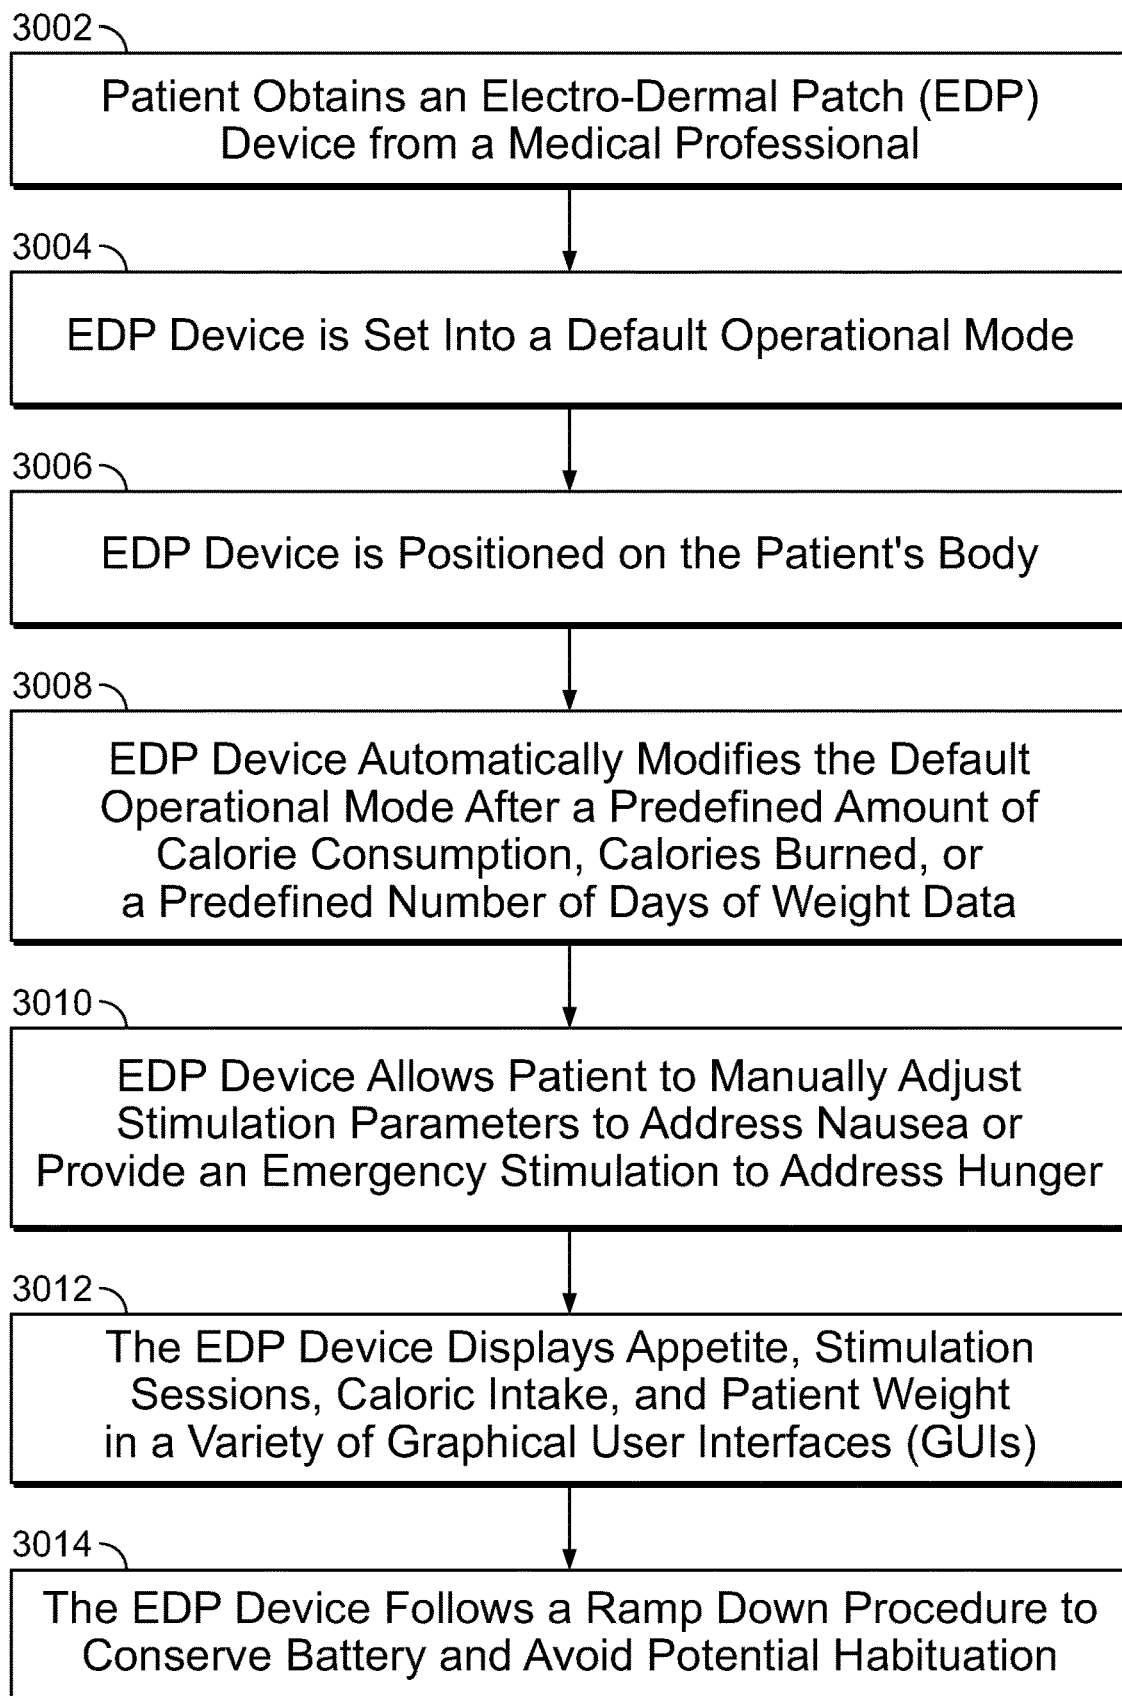 3002
Patient Obtains an Electro-Dermal Patch (EDP)
Device from a Medical Professional
3004
EDP Device is Set Into a Default Operational Mode
3006
EDP Device is Positioned on the Patient's Body
3008
EDP Device Automatically Modifies the Default
Operational Mode After a Predefined Amount of
Calorie Consumption, Calories Burned, or
a Predefined Number of Days of Weight Data
3010
EDP Device Allows Patient to Manually Adjust
Stimulation Parameters to Address Nausea or
Provide an Emergency Stimulation to Address Hunger
3012
The EDP Device Displays Appetite, Stimulation
Sessions, Caloric Intake, and Patient Weight
in a Variety of Graphical User Interfaces (GUIs)
3014
The EDP Device Follows a Ramp Down Procedure to
Conserve Battery and Avoid Potential Habituation